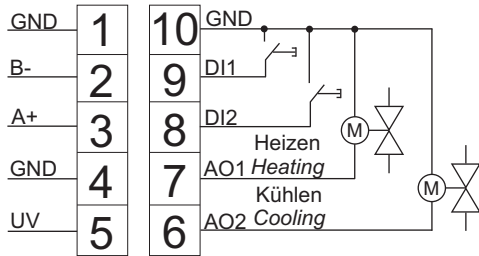 GND 1 10 GND
B- 2 9 DI1
A+ 3 8 DI2
Heizen
GND 4 7 AO1 Heating
Kühlen
UV 5 6 AO2 Cooling
M
M